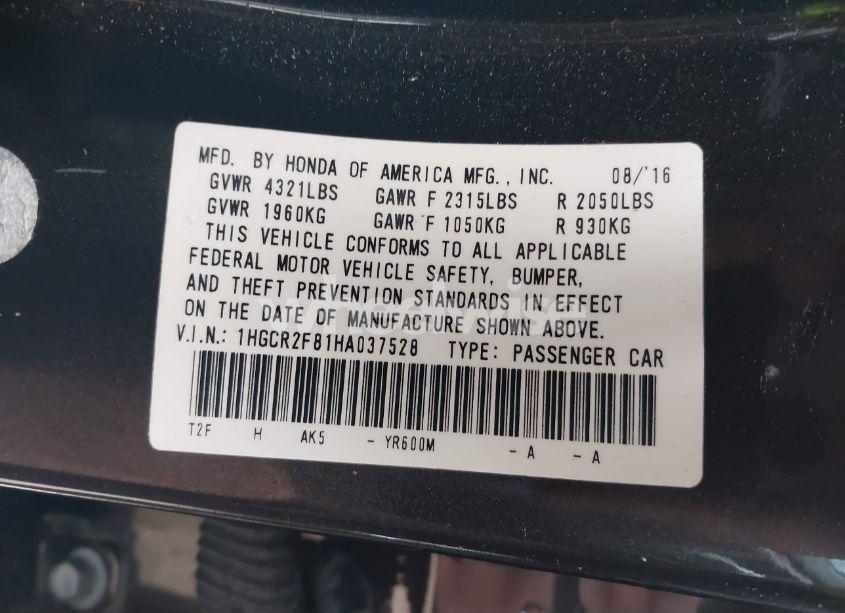 MFD. BY HONDA OF AMERICA MFG., INC. 08/'16
GVWR 4321LBS GAWR F 2315LBS R 2050LBS
GVWR 1960KG GAWR F 1050KG R 930KG
THIS VEHICLE CONFORMS TO ALL APPLICABLE
FEDERAL MOTOR VEHICLE SAFETY, BUMPER,
AND THEFT PREVENTION STANDARDS IN EFFECT
ON THE DATE OF MANUFACTURE SHOWN ABOVE.
V.I.N.: 1HGCR2F81HA037528 TYPE: PASSENGER CAR
T2F H AK5 - YR600M - A - A